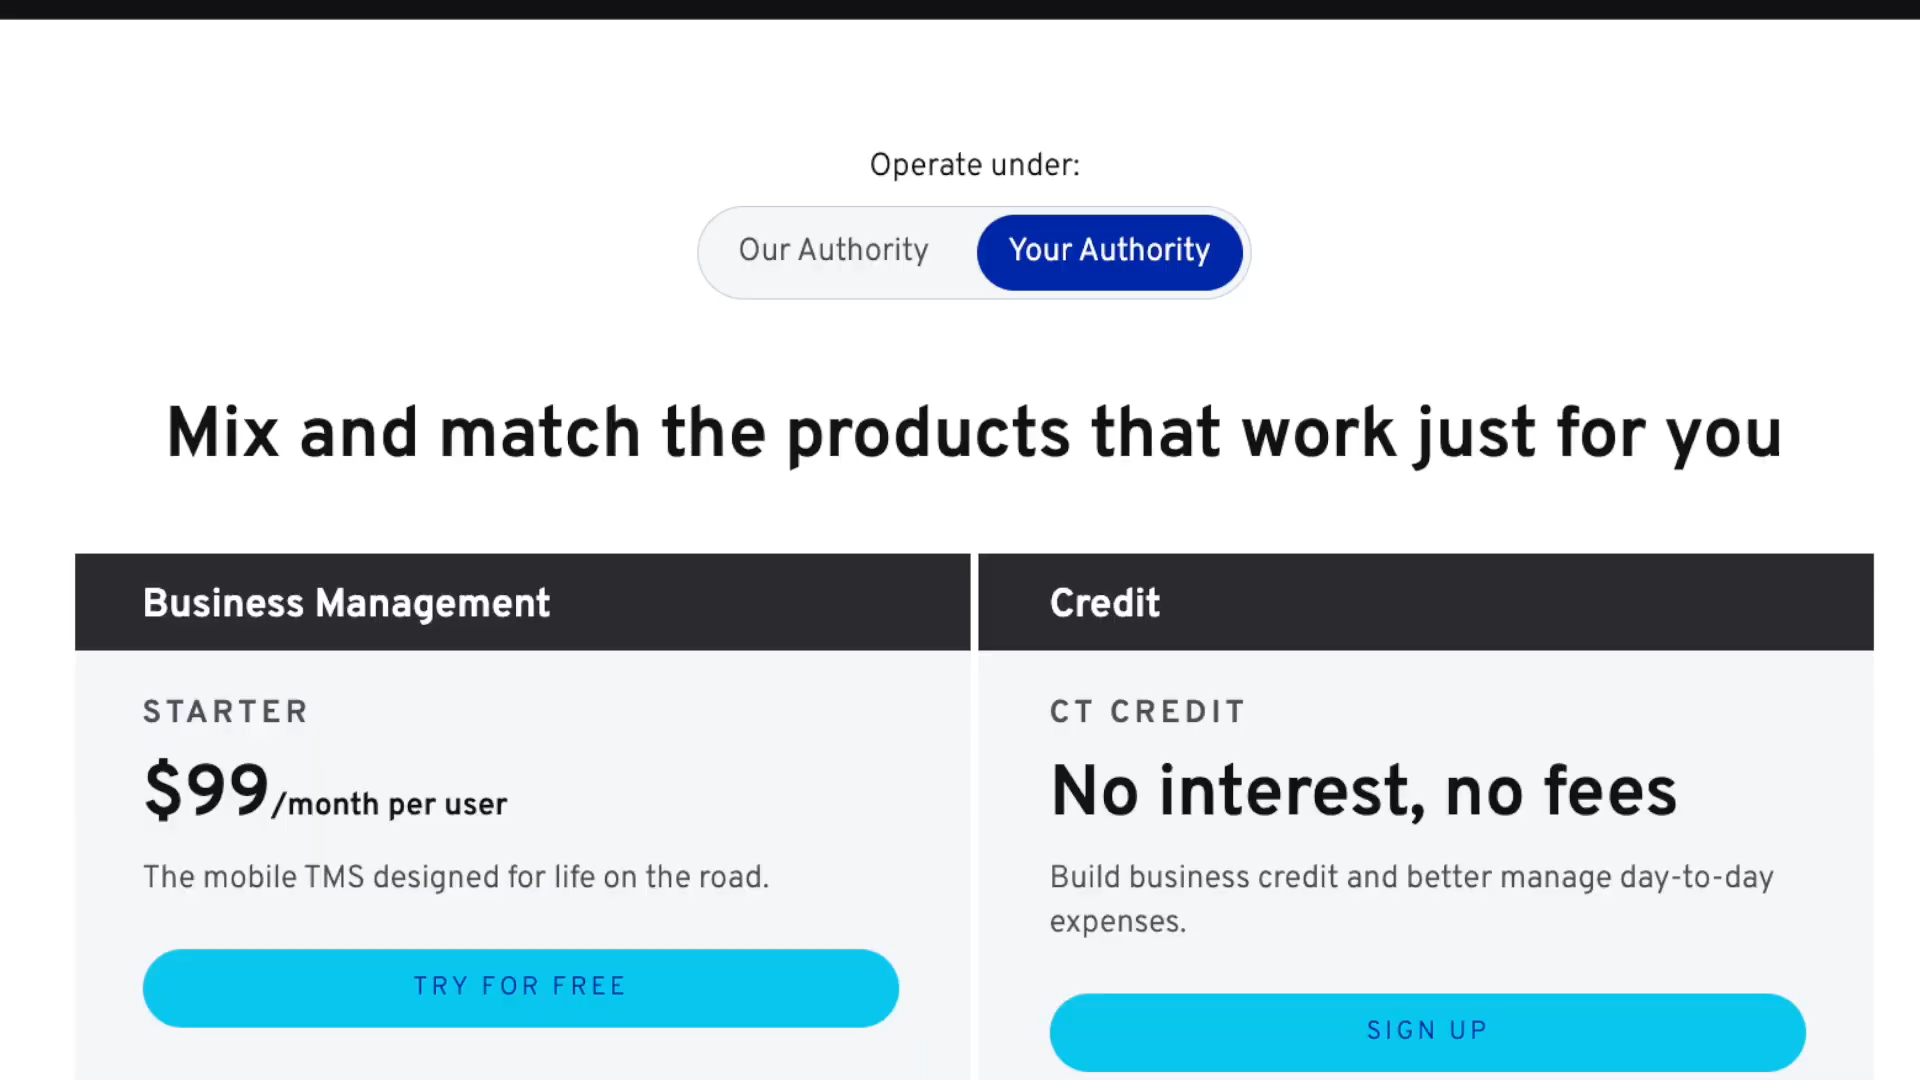 Operate under:
Our Authority
Your Authority
Mix and match the products that work just for you
Business Management
STARTER
$99/month per user
The mobile TMS designed for life on the road.
TRY FOR FREE
Credit
CT CREDIT
No interest, no fees
Build business credit and better manage day-to-day
expenses.
SIGN UP